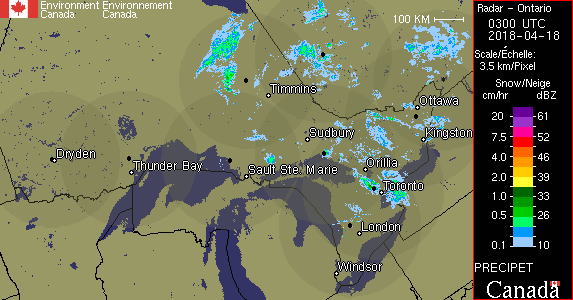 Environment Environnement
Canada Canada
100 KM
Radar - Ontario
0300 UTC
2018-04-18
Scale/Échelle:
3.5 km/Pixel
Snow/Neige
cm/hr dBZ
20 61
7.5 57
5.5 52
4.0 46
2.0 39
1.0 33
0.5 26
0.1 10
PRECIPET
Canada
Timmins
Ottawa
Sudbury
Kingston
Dryden
Thunder Bay
Sault Ste. Marie
Orillia
Toronto
London
Windsor